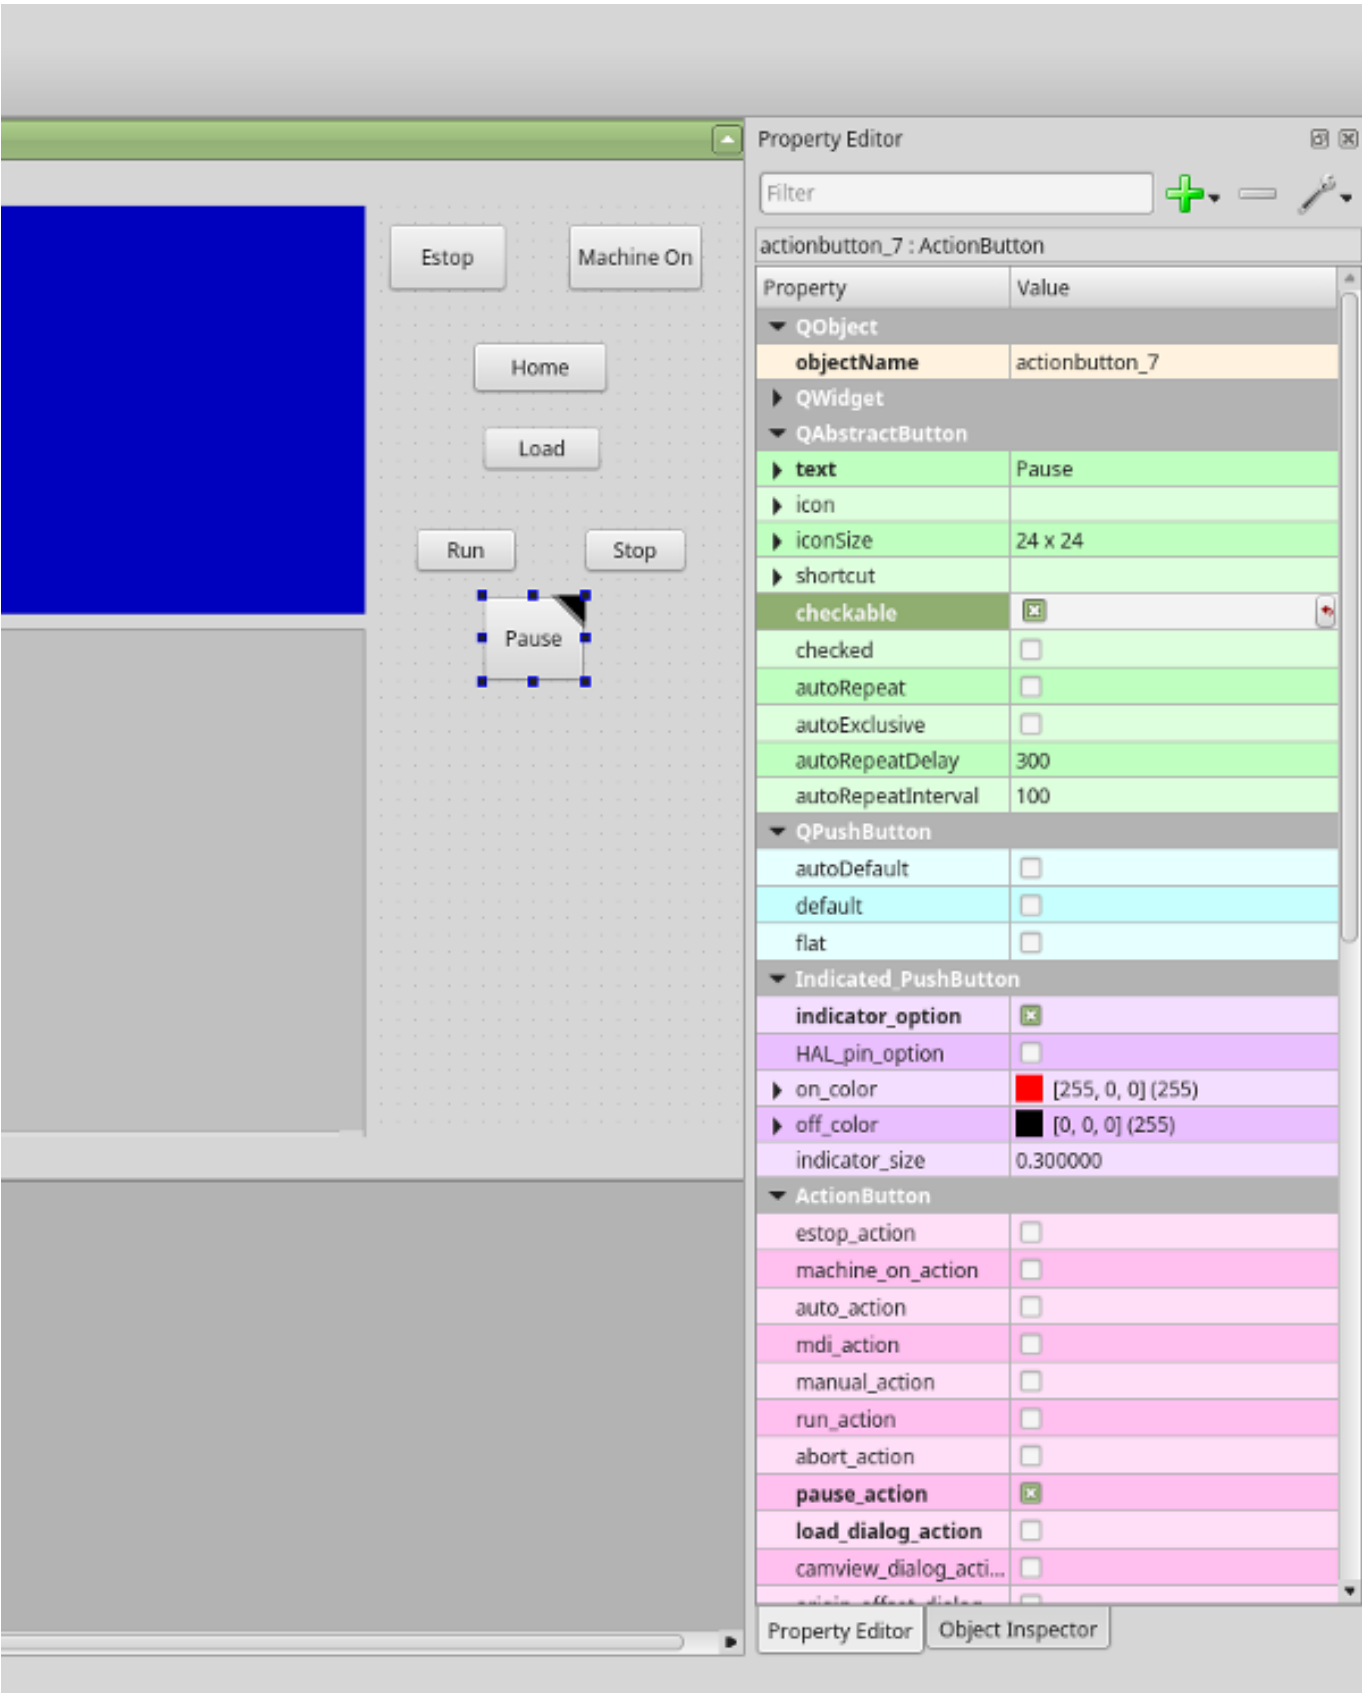 Property Editor
Filter
actionbutton_7 : ActionButton
Property Value
QObject
objectName actionbutton_7
QWidget
QAbstractButton
text Pause
icon
iconSize 24 x 24
shortcut
checkable
checked
autoRepeat
autoExclusive
autoRepeatDelay 300
autoRepeatInterval 100
QPushButton
autoDefault
default
flat
Indicated_PushButton
indicator_option
HAL_pin_option
on_color [255, 0, 0] (255)
off_color [0, 0, 0] (255)
indicator_size 0.300000
ActionButton
estop_action
machine_on_action
auto_action
mdi_action
manual_action
run_action
abort_action
pause_action
load_dialog_action
camview_dialog_acti...
Property Editor Object Inspector
Estop Machine On
Home
Load
Run Stop
Pause